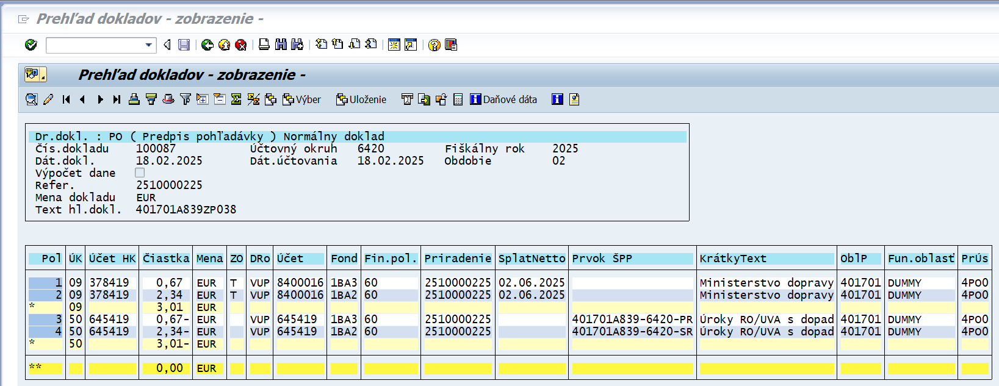 Prehľad dokladov - zobrazenie -
Prehľad dokladov - zobrazenie -
Výber Uloženie Daňové dáta
Dr.dokl. : PO ( Predpis pohľadávky ) Normálny doklad
Čís.dokladu 100087 Účtovný okruh 6420 Fiškálny rok 2025
Dát.dokl. 18.02.2025 Dát.účtovania 18.02.2025 Obdobie 02
Výpočet dane
Refer. 2510000225
Mena dokladu EUR
Text hl.dokl. 401701A839ZP038
Pol ÚK Účet HK Čiastka Mena ZO DRo Účet Fond Fin.pol. Priradenie SplatNetto Prvok ŠPP KrátkyText OblP Fun.oblasť PrÚs
1 09 378419 0,67 EUR T VUP 8400016 1BA3 60 2510000225 02.06.2025 Ministerstvo dopravy 401701 DUMMY 4PO0
2 09 378419 2,34 EUR T VUP 8400016 1BA2 60 2510000225 02.06.2025 Ministerstvo dopravy 401701 DUMMY 4PO0
* 09 3,01 EUR
3 50 645419 0,67- EUR VUP 645419 1BA3 60 2510000225 401701A839-6420-PR Úroky RO/UVA s dopad 401701 DUMMY 4PO0
4 50 645419 2,34- EUR VUP 645419 1BA2 60 2510000225 401701A839-6420-SR Úroky RO/UVA s dopad 401701 DUMMY 4PO0
* 50 3,01- EUR
** 0,00 EUR